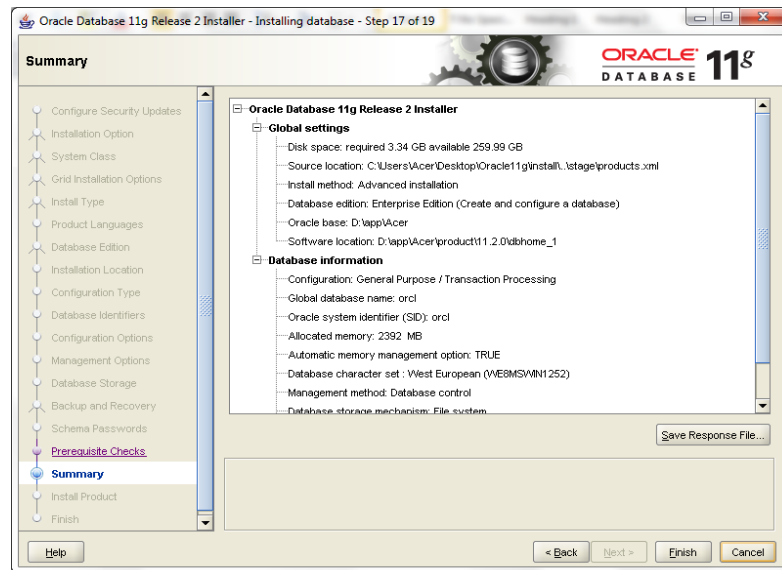 Oracle Database 11g Release 2 Installer - Installing database - Step 17 of 19
Summary
ORACLE
DATABASE
11g
Configure Security Updates
Installation Option
System Class
Grid Installation Options
Install Type
Product Languages
Database Edition
Installation Location
Configuration Type
Database Identifiers
Configuration Options
Management Options
Database Storage
Backup and Recovery
Schema Passwords
Prerequisite Checks
Summary
Install Product
Finish
Oracle Database 11g Release 2 Installer
Global settings
Disk space: required 3.34 GB available 259.99 GB
Source location: C:\Users\Acer\Desktop\Oracle11g\install\..\stage\products.xml
Install method: Advanced installation
Database edition: Enterprise Edition (Create and configure a database)
Oracle base: D:\app\Acer
Software location: D:\app\Acer\product\11.2.0\dbhome_1
Database information
Configuration: General Purpose / Transaction Processing
Global database name: orcl
Oracle system identifier (SID): orcl
Allocated memory: 2392 MB
Automatic memory management option: TRUE
Database character set : West European (WE8MSWIN1252)
Management method: Database control
Database storage mechanism: File system
Save Response File...
Help
< Back
Next >
Finish
Cancel